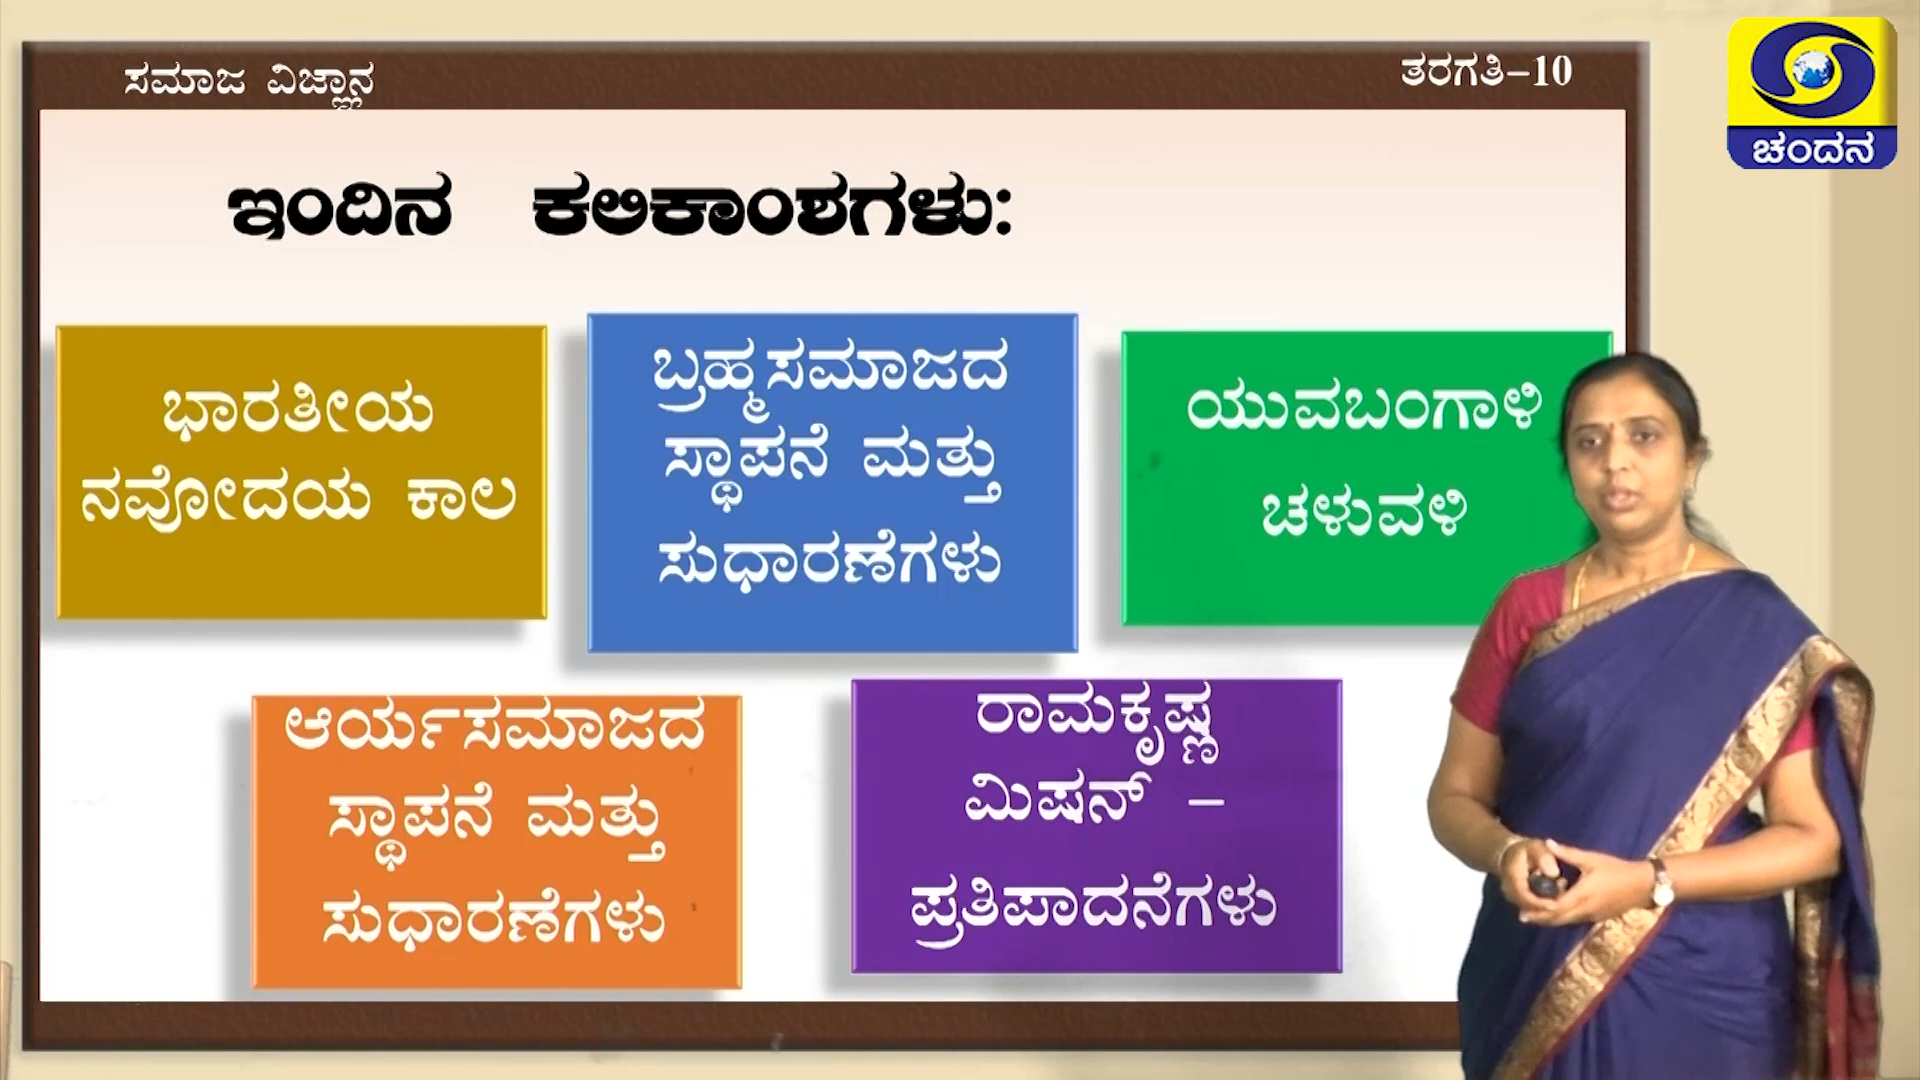 ಸಮಾಜ ವಿಜ್ಞಾನ
ತರಗತಿ-10
ಚಂದನ
ಇಂದಿನ ಕಲಿಕಾಂಶಗಳು:
ಭಾರತೀಯ
ನವೋದಯ ಕಾಲ
ಬ್ರಹ್ಮಸಮಾಜದ
ಸ್ಥಾಪನೆ ಮತ್ತು
ಸುಧಾರಣೆಗಳು
ಯುವಬಂಗಾಳಿ
ಚಳುವಳಿ
ಆರ್ಯಸಮಾಜದ
ಸ್ಥಾಪನೆ ಮತ್ತು
ಸುಧಾರಣೆಗಳು
ರಾಮಕೃಷ್ಣ
ಮಿಷನ್ –
ಪ್ರತಿಪಾದನೆಗಳು